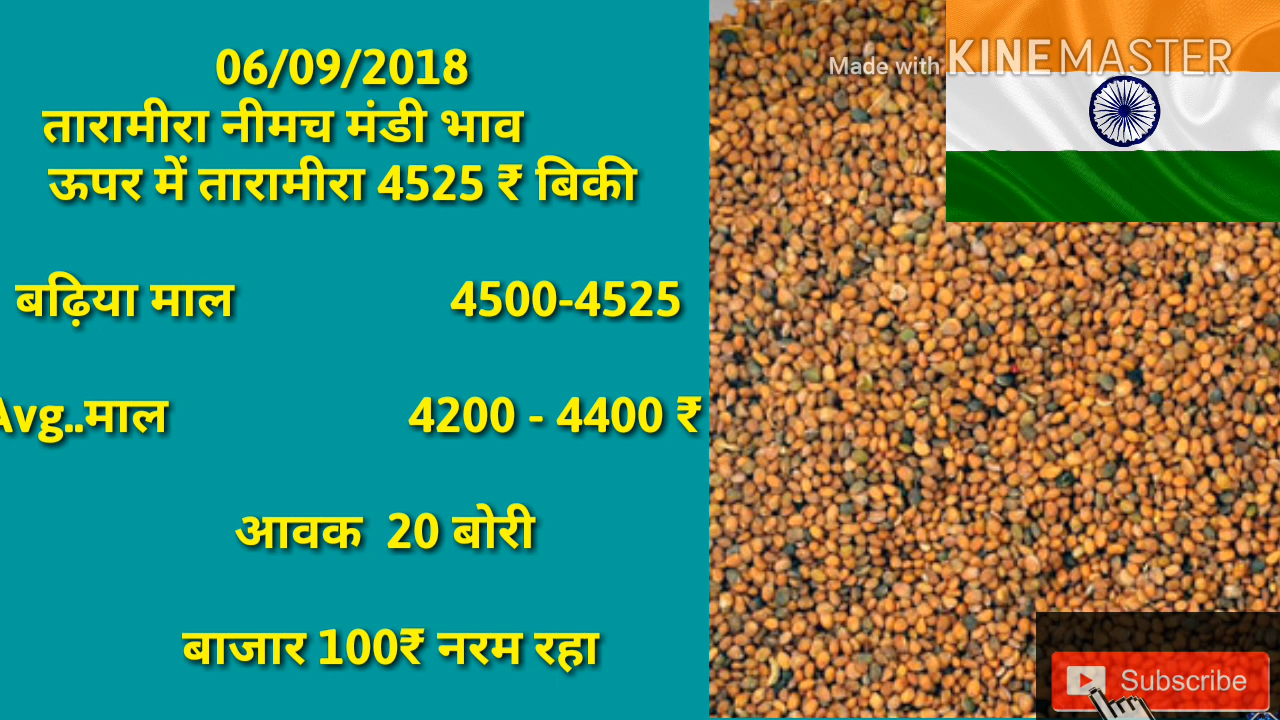 06/09/2018
तारामीरा नीमच मंडी भाव
ऊपर में तारामीरा 4525 ₹ बिकी
बढ़िया माल 4500-4525
Avg..माल 4200 - 4400 ₹
आवक 20 बोरी
बाजार 100₹ नरम रहा
Made with KINEMASTER
Subscribe